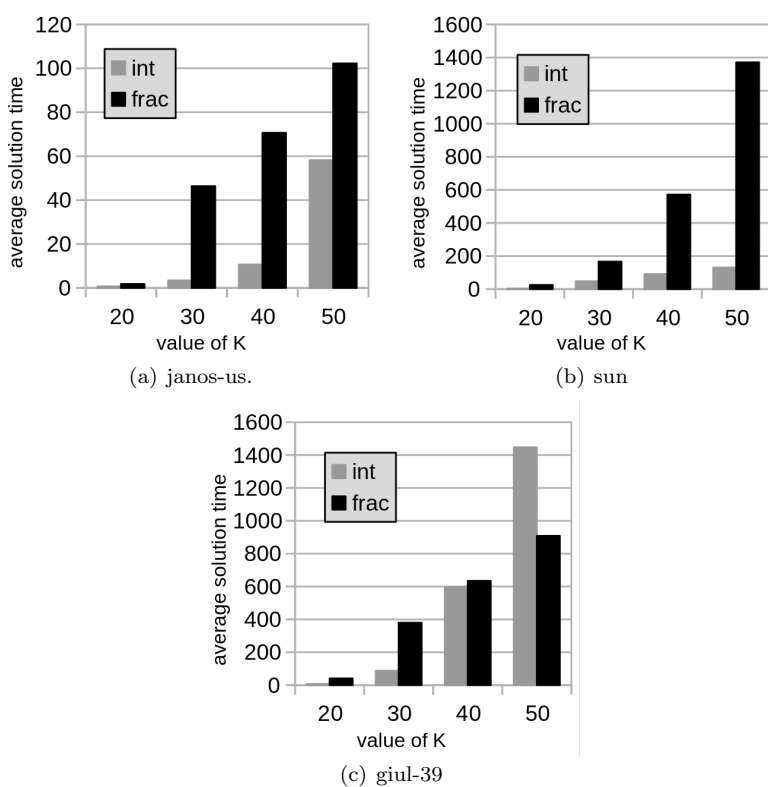 120
100
80
60
40
20
0
average solution time
int
frac
20 30 40 50
value of K
(a) janos-us.
1600
1400
1200
1000
800
600
400
200
0
average solution time
int
frac
20 30 40 50
value of K
(b) sun
1600
1400
1200
1000
800
600
400
200
0
average solution time
int
frac
20 30 40 50
value of K
(c) giul-39